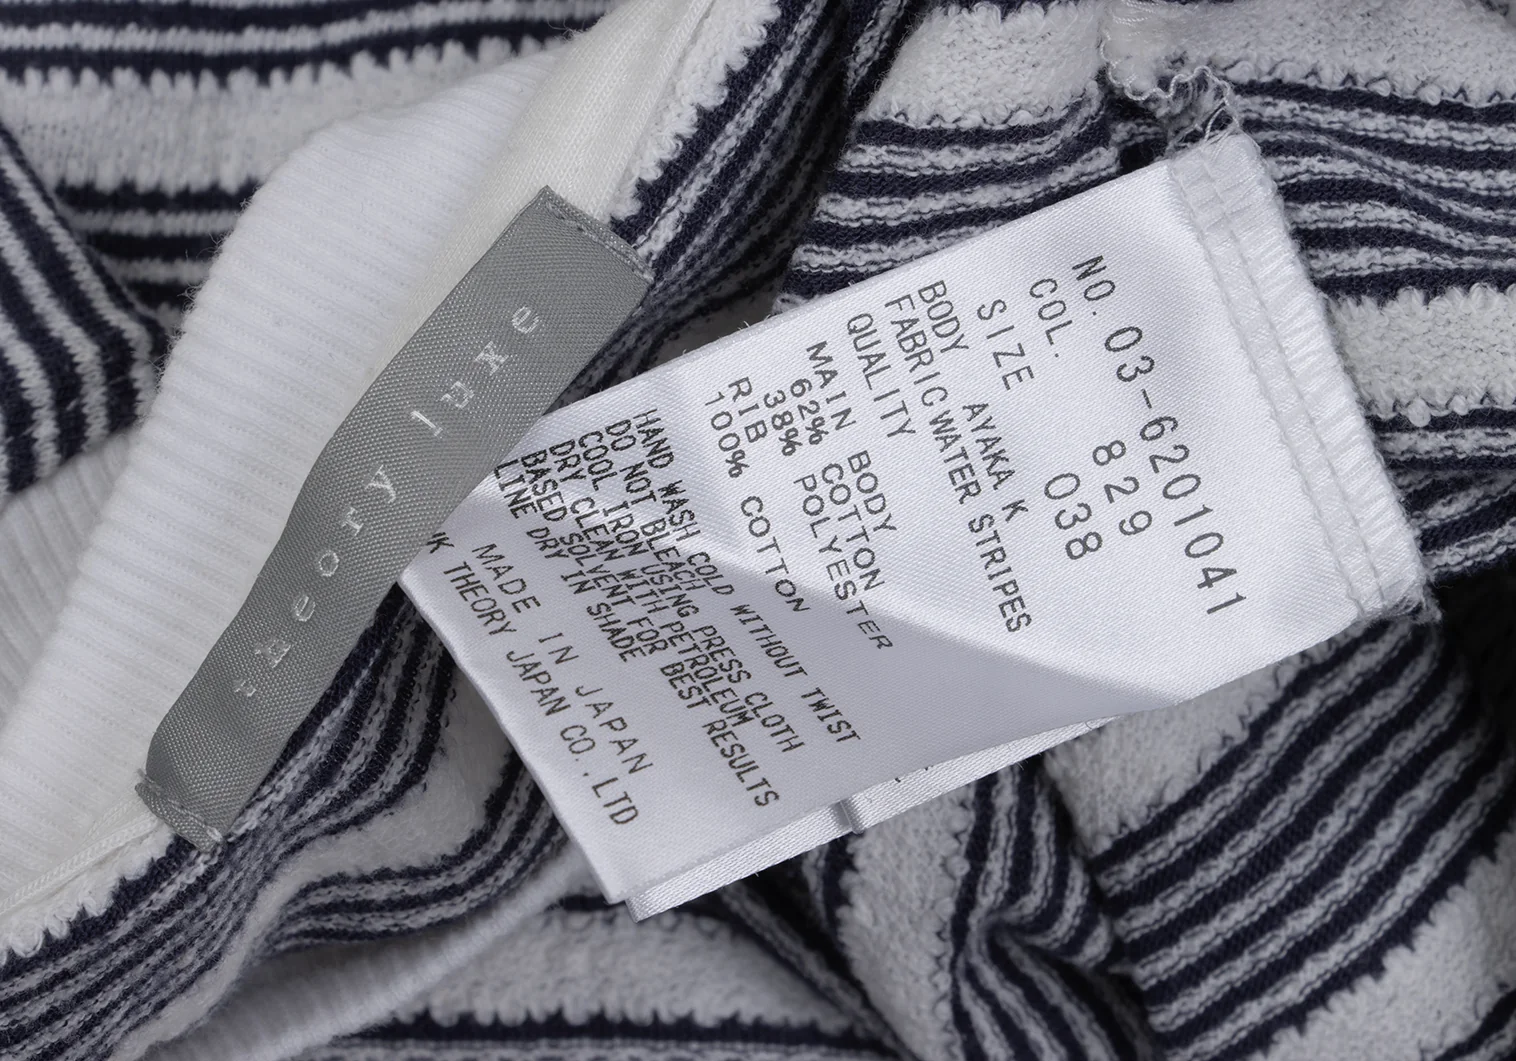 Theory luxe
NO. 03-6201041
COL. 829
SIZE 038
BODY AYAKA K
FABRIC WATER STRIPES
QUALITY
MAIN BODY
62% COTTON
38% POLYESTER
RIB
100% COTTON
HAND WASH COLD WITHOUT TWIST
DO NOT BLEACH
COOL IRON USING PRESS CLOTH
DRY CLEAN WITH PETROLEUM
BASED SOLVENT FOR BEST RESULTS
LINE DRY IN SHADE
MADE IN JAPAN
THEORY JAPAN CO.,LTD